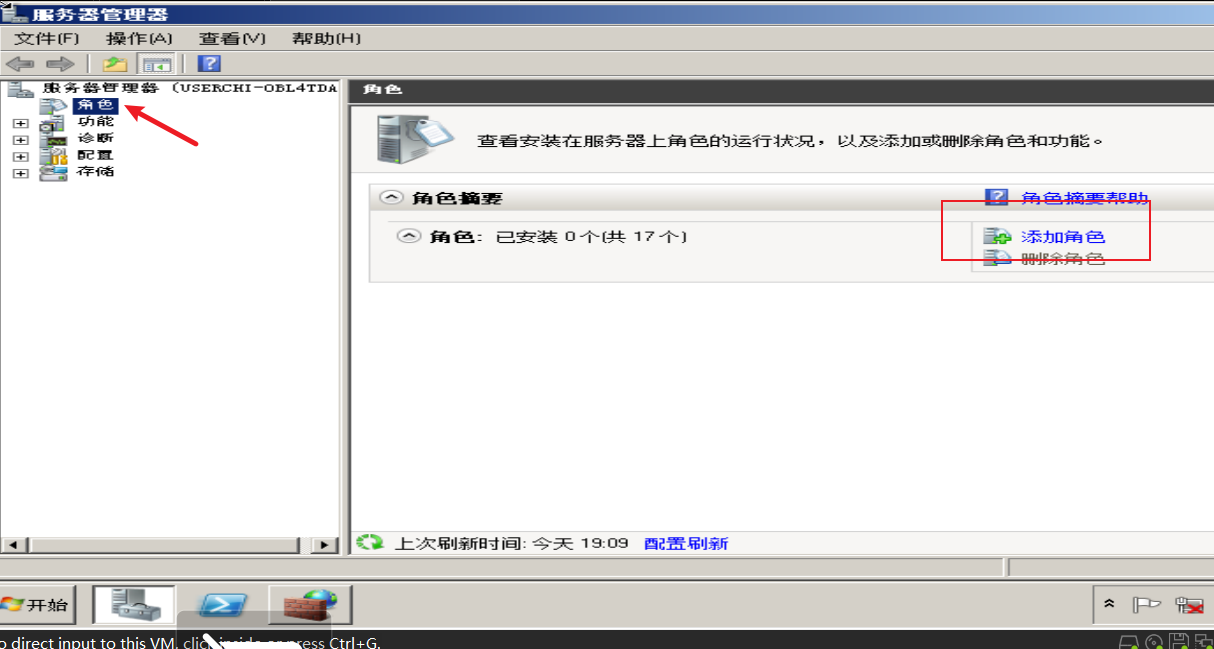 服务器管理器
文件(F) 操作(A) 查看(V) 帮助(H)
服务器管理器 (USERCHI-OBL4TDA
角色
功能
诊断
配置
存储
角色
查看安装在服务器上角色的运行状况，以及添加或删除角色和功能。
角色摘要
角色摘要帮助
角色: 已安装 0 个(共 17 个)
添加角色
删除角色
上次刷新时间: 今天 19:09 配置刷新
开始
o direct input to this VM, click inside or press Ctrl+G.